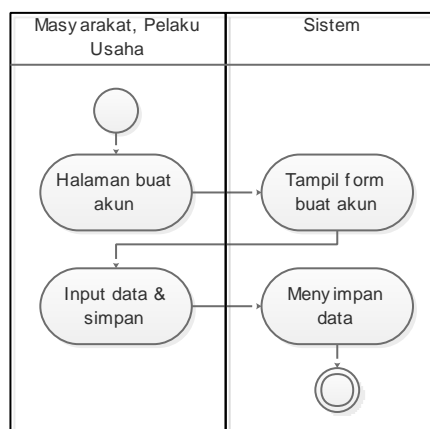 Masyarakat, Pelaku
Usaha
Sistem
Halaman buat
akun
Tampil form
buat akun
Input data &
simpan
Menyimpan
data